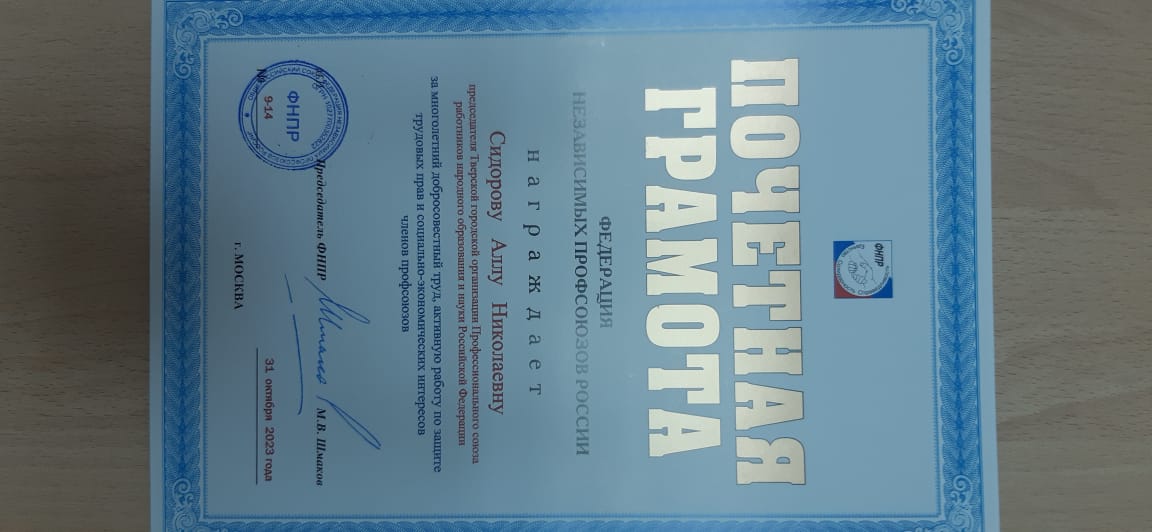 ФНПР
ПОЧЕТНАЯ
ГРАМОТА
ФЕДЕРАЦИЯ
НЕЗАВИСИМЫХ ПРОФСОЮЗОВ РОССИИ
награждает
Сидорову Аллу Николаевну
председателя Тверской городской организации Профессионального союза
работников народного образования и науки Российской Федерации
за многолетний добросовестный труд, активную работу по защите
трудовых прав и социально-экономических интересов
членов профсоюзов
Председатель ФНПР М.В. Шмаков
ФНПР
№ 9-14
31 октября 2023 года
г.МОСКВА